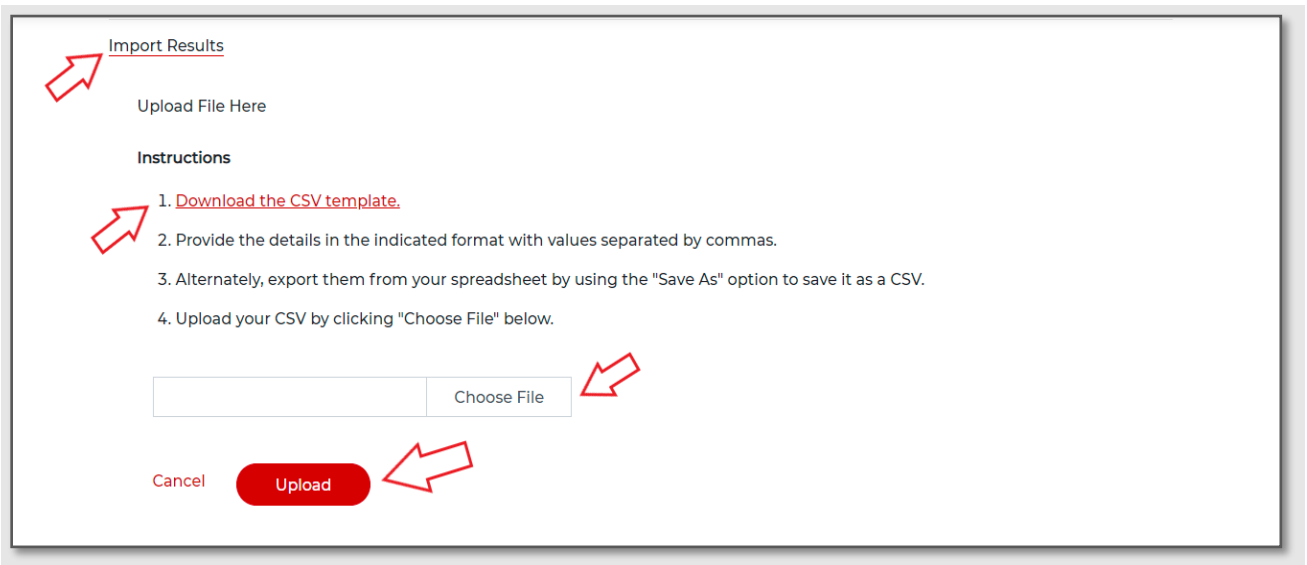 Import Results
Upload File Here
Instructions
1. Download the CSV template.
2. Provide the details in the indicated format with values separated by commas.
3. Alternately, export them from your spreadsheet by using the "Save As" option to save it as a CSV.
4. Upload your CSV by clicking "Choose File" below.
Choose File
Cancel
Upload